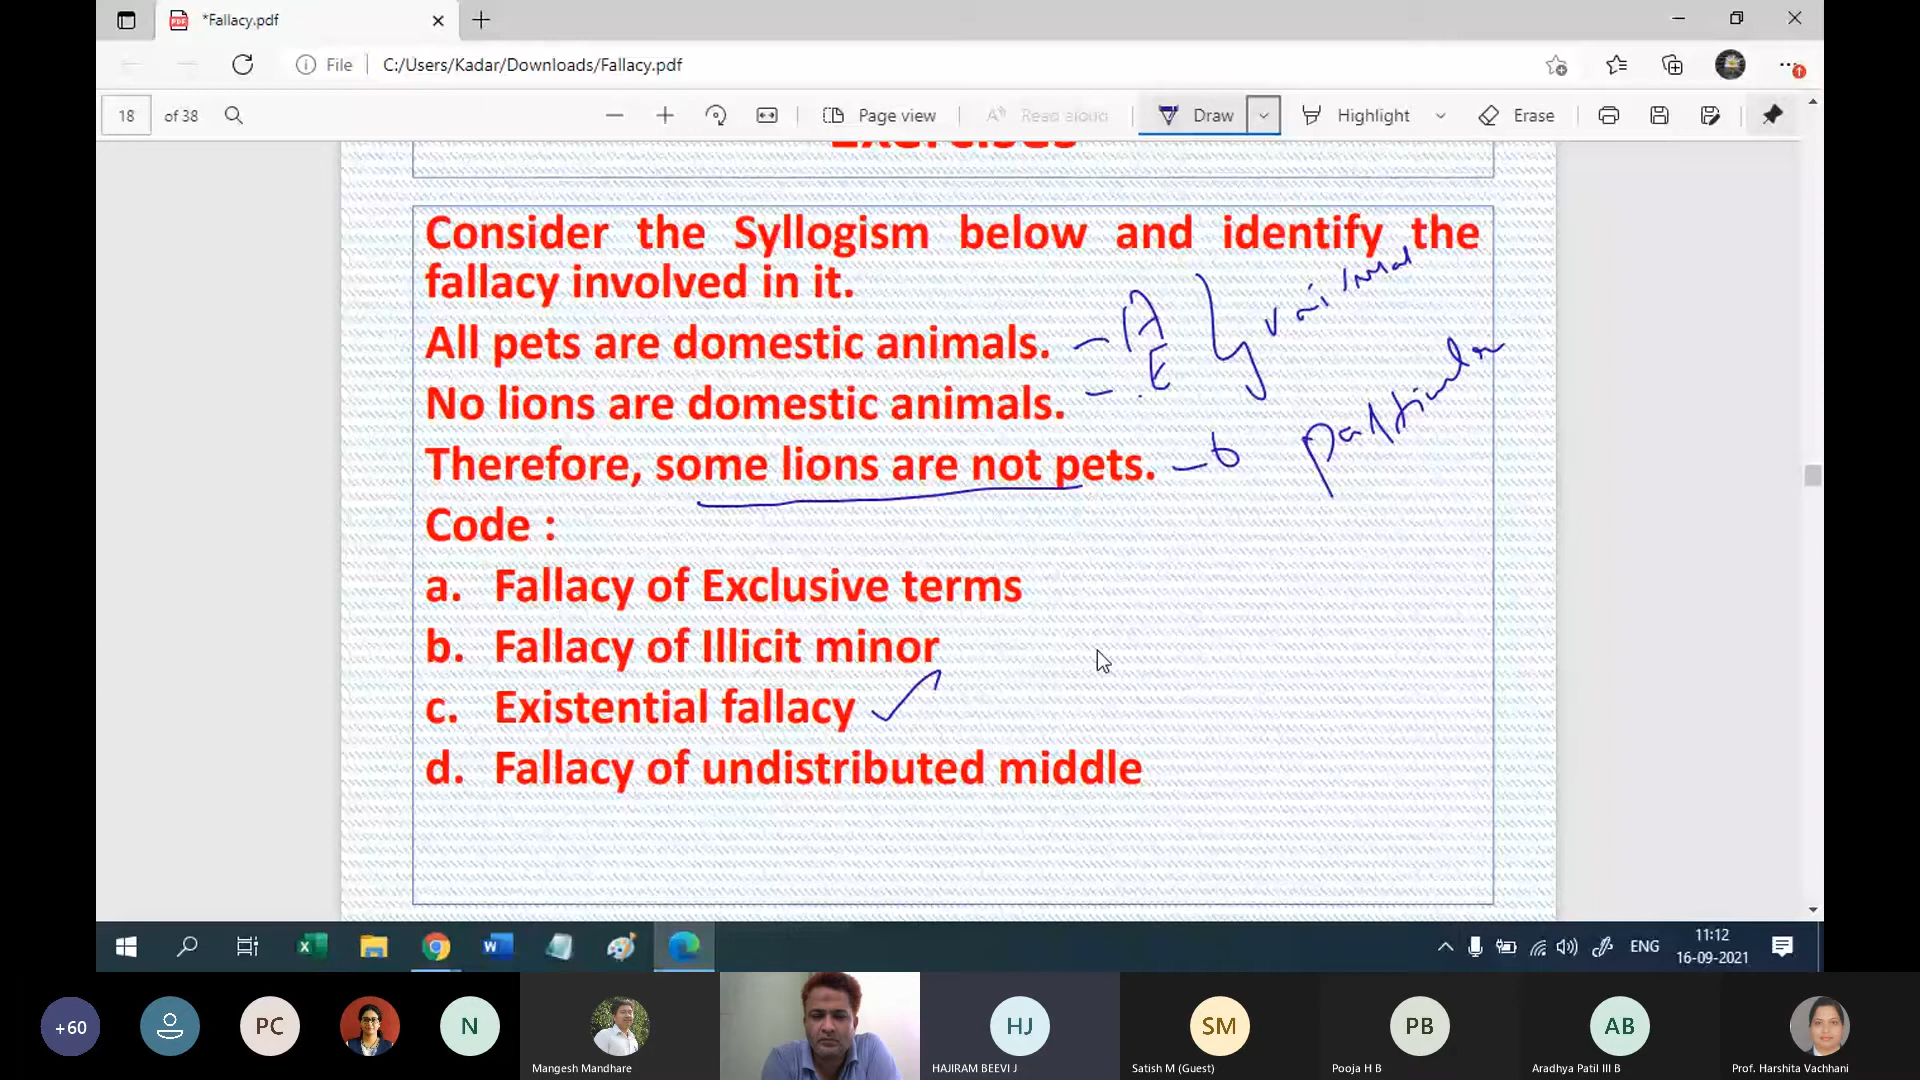 *Fallacy.pdf
File
C:/Users/Kadar/Downloads/Fallacy.pdf
18 of 38
Page view
Read aloud
Draw
Highlight
Erase
Exercises
Consider the Syllogism below and identify the
fallacy involved in it.
All pets are domestic animals. - A
No lions are domestic animals. - E
Therefore, some lions are not pets. - O
particular
Code :
a. Fallacy of Exclusive terms
b. Fallacy of Illicit minor
c. Existential fallacy
d. Fallacy of undistributed middle
ENG
11:12
16-09-2021
+60
PC
N
HJ
SM
PB
AB
Mangesh Mandhare
HAJIRAM BEEVI J
Satish M (Guest)
Pooja H B
Aradhya Patil III B
Prof. Harshita Vachhani